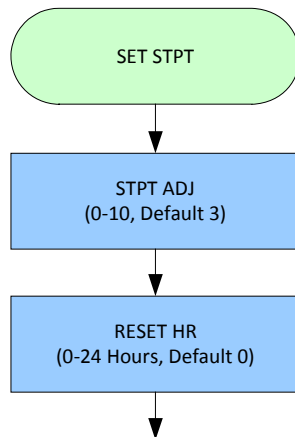 SET STPT
STPT ADJ
(0-10, Default 3)
RESET HR
(0-24 Hours, Default 0)